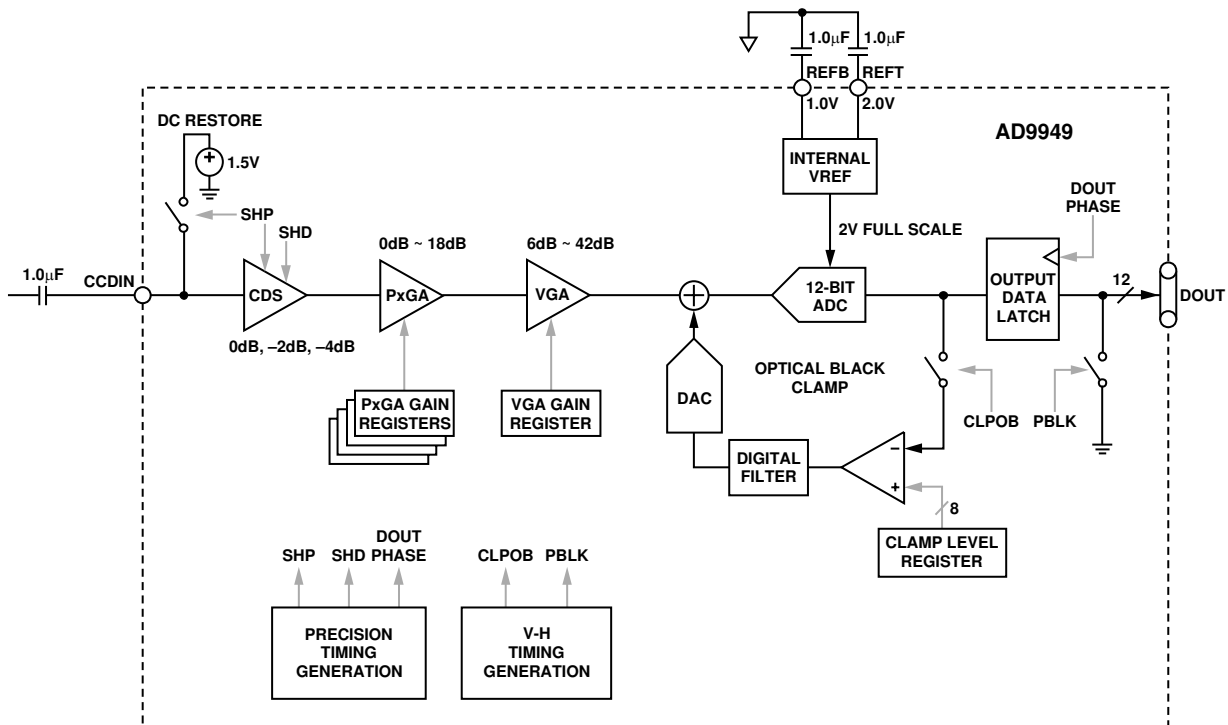 1.0µF
1.0µF
REFB
REFT
1.0V
2.0V
DC RESTORE
AD9949
1.5V
INTERNAL
VREF
DOUT
PHASE
SHP
SHD
0dB ~ 18dB
6dB ~ 42dB
2V FULL SCALE
1.0µF
CCDIN
CDS
PxGA
VGA
12-BIT
ADC
OUTPUT
DATA
LATCH
12
DOUT
0dB, –2dB, –4dB
OPTICAL BLACK
CLAMP
DAC
PxGA GAIN
REGISTERS
VGA GAIN
REGISTER
CLPOB
PBLK
DIGITAL
FILTER
–
+
8
CLAMP LEVEL
REGISTER
SHP
SHD
DOUT
PHASE
CLPOB
PBLK
PRECISION
TIMING
GENERATION
V-H
TIMING
GENERATION